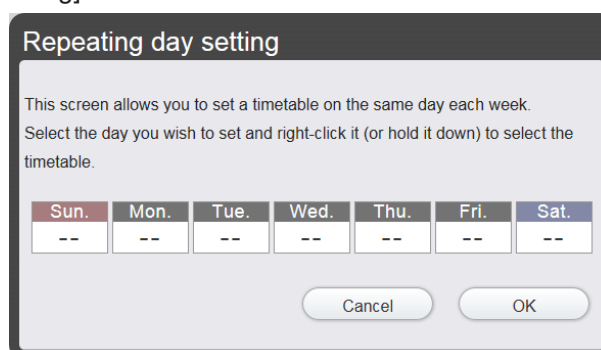 Repeating day setting
This screen allows you to set a timetable on the same day each week.
Select the day you wish to set and right-click it (or hold it down) to select the
timetable.
Sun. Mon. Tue. Wed. Thu. Fri. Sat.
-- -- -- -- -- -- --
Cancel OK